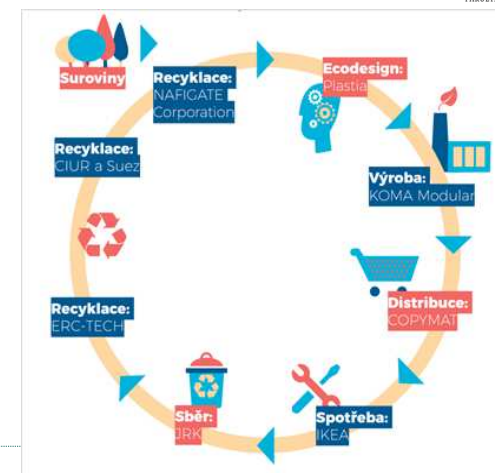 Suroviny
Recyklace:
NAFIGATE
Corporation
Ecodesign:
Plastia
Výroba:
KOMA Modular
Distribuce:
COPYMAT
Spotřeba:
IKEA
Sběr:
JRK
Recyklace:
ERC-TECH
Recyklace:
CIUR a Suez